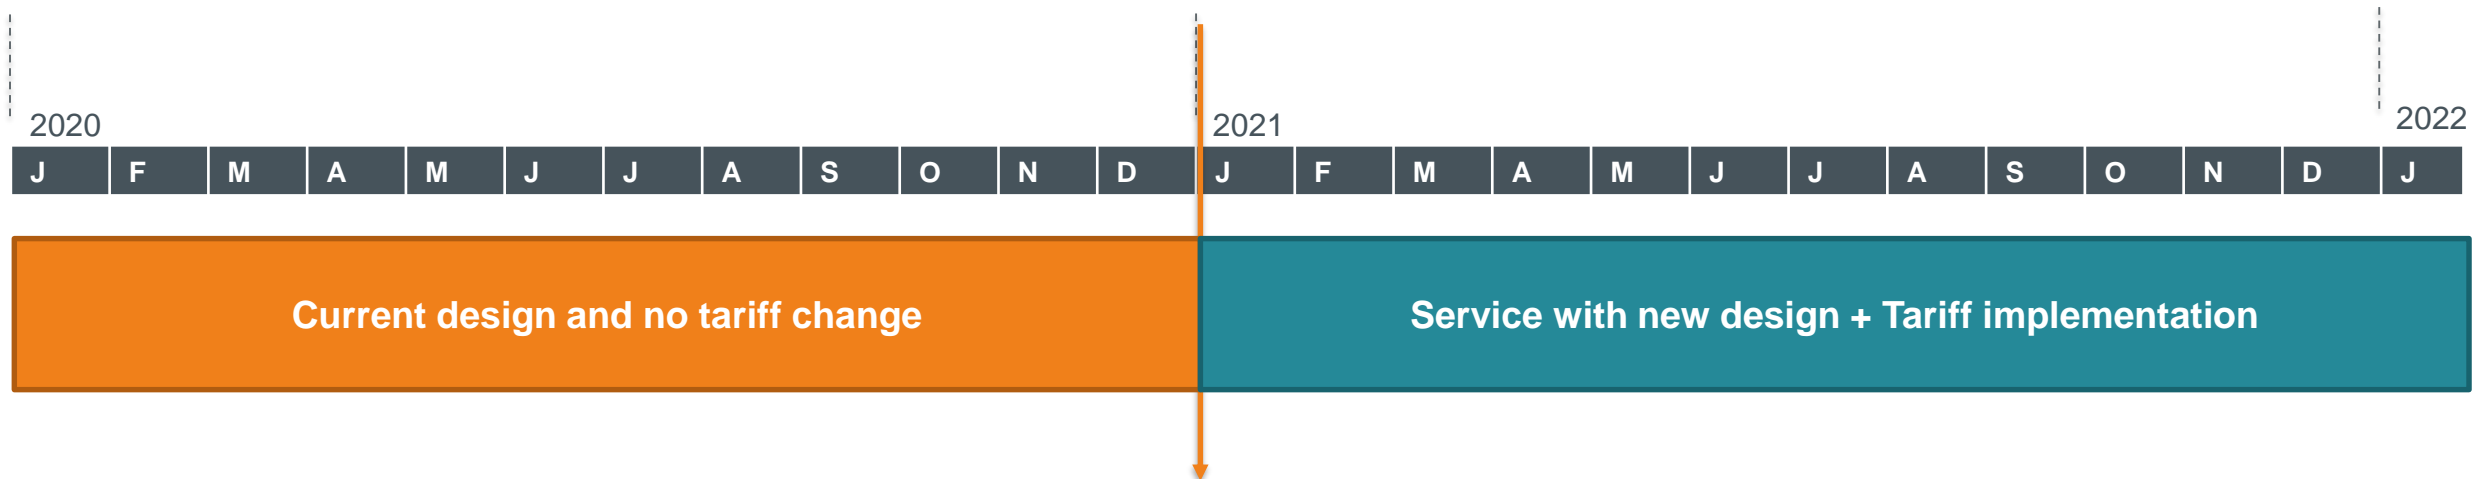 2020 2021 2022
J F M A M J J A S O N D J F M A M J J A S O N D J
Current design and no tariff change
Service with new design + Tariff implementation